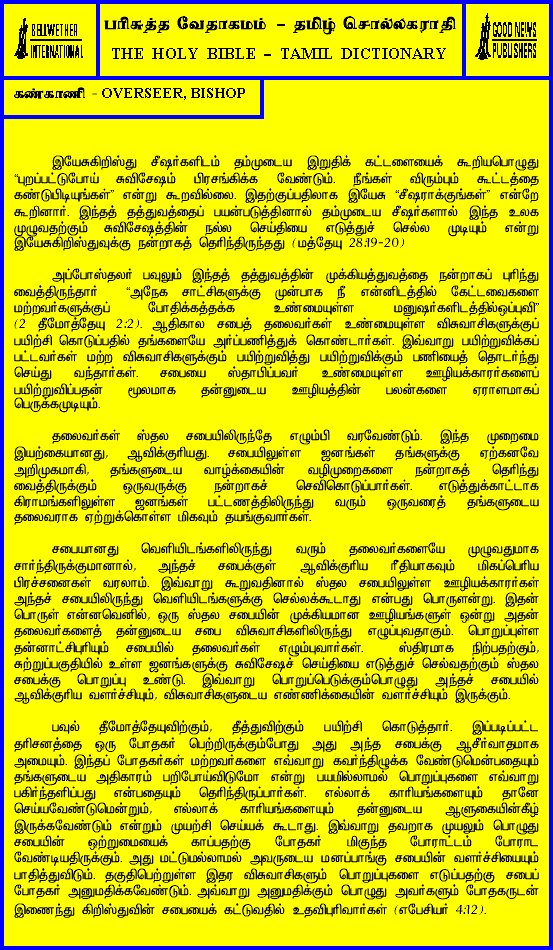 BELLWETHER
INTERNATIONAL
பரிசுத்த வேதாகமம் – தமிழ் சொல்லகராதி
THE HOLY BIBLE – TAMIL DICTIONARY
GOOD NEWS
PUBLISHERS
கண்காணி - OVERSEER, BISHOP
இயேசுகிறிஸ்து சீஷர்களிடம் தம்முடைய இறுதிக் கட்டளையைக் கூறியபொழுது
“புறப்பட்டுபோய் சுவிசேஷம் பிரசங்கிக்க வேண்டும். நீங்கள் விரும்பும் கூட்டத்தை
கண்டுபிடியுங்கள்” என்று கூறவில்லை. இதற்குப்பதிலாக இயேசு “சீஷராக்குங்கள்” என்றே
கூறினார். இந்தத் தத்துவத்தைப் பயன்படுத்தினால் தம்முடைய சீஷர்களால் இந்த உலக
முழுவதற்கும் சுவிசேஷத்தின் நல்ல செய்தியை எடுத்துச் செல்ல முடியும் என்று
இயேசுகிறிஸ்துவுக்கு நன்றாகத் தெரிந்திருந்தது (மத்தேயு 28:19-20)
அப்போஸ்தலர் பவுலும் இந்தத் தத்துவத்தின் முக்கியத்துவத்தை நன்றாகப் புரிந்து
வைத்திருந்தார் “அநேக சாட்சிகளுக்கு முன்பாக நீ என்னிடத்தில் கேட்டவைகளை
மற்றவர்களுக்குப் போதிக்கத்தக்க உண்மையுள்ள மனுஷர்களிடத்தில்ஒப்புவி”
(2 தீமோத்தேயு 2:2). ஆதிகால சபைத் தலைவர்கள் உண்மையுள்ள விசுவாசிகளுக்குப்
பயிற்சி கொடுப்பதில் தங்களையே அர்ப்பணித்துக் கொண்டார்கள். இவ்வாறு பயிற்றுவிக்கப்
பட்டவர்கள் மற்ற விசுவாசிகளுக்கும் பயிற்றுவித்து பயிற்றுவிக்கும் பணியைத் தொடர்ந்து
செய்து வந்தார்கள். சபையை ஸ்தாபிப்பவர் உண்மையுள்ள ஊழியக்காரர்களைப்
பயிற்றுவிப்பதன் மூலமாக தன்னுடைய ஊழியத்தின் பலன்களை ஏராளமாகப்
பெருக்கமுடியும்.
தலைவர்கள் ஸ்தல சபையிலிருந்தே எழும்பி வரவேண்டும். இந்த முறைமை
இயற்கையானது, ஆவிக்குரியது. சபையிலுள்ள ஜனங்கள் தங்களுக்கு ஏற்கனவே
அறிமுகமாகி, தங்களுடைய வாழ்க்கையின் வழிமுறைகளை நன்றாகத் தெரிந்து
வைத்திருக்கும் ஒருவருக்கு நன்றாகச் செவிகொடுப்பார்கள். எடுத்துக்காட்டாக
கிராமங்களிலுள்ள ஜனங்கள் பட்டணத்திலிருந்து வரும் ஒருவரைத் தங்களுடைய
தலைவராக ஏற்றுக்கொள்ள மிகவும் தயங்குவார்கள்.
சபையானது வெளியிடங்களிலிருந்து வரும் தலைவர்களையே முழுவதுமாக
சார்ந்திருக்குமானால், அந்தச் சபைக்குள் ஆவிக்குரிய ரீதியாகவும் மிகப்பெரிய
பிரச்சனைகள் வரலாம். இவ்வாறு கூறுவதினால் ஸ்தல சபையிலுள்ள ஊழியக்காரர்கள்
அந்தச் சபையிலிருந்து வெளியிடங்களுக்கு செல்லக்கூடாது என்பது பொருளன்று. இதன்
பொருள் என்னவெனில், ஒரு ஸ்தல சபையின் முக்கியமான ஊழியங்களுள் ஒன்று அதன்
தலைவர்களைத் தன்னுடைய சபை விசுவாசிகளிலிருந்து எழுப்புவதாகும். பொறுப்புள்ள
தன்னாட்சிபுரியும் சபையில் தலைவர்கள் எழும்புவார்கள். ஸ்திரமாக நிற்பதற்கும்,
சுற்றுப்பகுதியில் உள்ள ஜனங்களுக்கு சுவிசேஷச் செய்தியை எடுத்துச் செல்வதற்கும் ஸ்தல
சபைக்கு பொறுப்பு உண்டு. இவ்வாறு பொறுப்பெடுக்கும்பொழுது அந்தச் சபையில்
ஆவிக்குரிய வளர்ச்சியும், விசுவாசிகளுடைய எண்ணிக்கையின் வளர்ச்சியும் இருக்கும்.
பவுல் தீமோத்தேயுவிற்கும், தீத்துவிற்கும் பயிற்சி கொடுத்தார். இப்படிப்பட்ட
தரிசனத்தை ஒரு போதகர் பெற்றிருக்கும்போது அது அந்த சபைக்கு ஆசீர்வாதமாக
அமையும். இந்தப் போதகர்கள் மற்றவர்களை எவ்வாறு கவர்ந்திழுக்க வேண்டுமென்பதையும்
தங்களுடைய அதிகாரம் பறிபோய்விடுமோ என்று பயமில்லாமல் பொறுப்புகளை எவ்வாறு
பகிர்ந்தளிப்பது என்பதையும் தெரிந்திருப்பார்கள். எல்லாக் காரியங்களையும் தானே
செய்யவேண்டுமென்றும், எல்லாக் காரியங்களையும் தன்னுடைய ஆளுகையின்கீழ்
இருக்கவேண்டும் என்றும் முயற்சி செய்யக் கூடாது. இவ்வாறு தவறாக முயலும் பொழுது
சபையின் ஒற்றுமையைக் காப்பதற்கு போதகர் மிகுந்த போராட்டம் போராட
வேண்டியதிருக்கும். அது மட்டுமல்லாமல் அவருடைய மனப்பாங்கு சபையின் வளர்ச்சியையும்
பாதித்துவிடும். தகுதிபெற்றுள்ள இதர விசுவாசிகளும் பொறுப்புகளை எடுப்பதற்கு சபைப்
போதகர் அனுமதிக்கவேண்டும். அவ்வாறு அனுமதிக்கும் பொழுது அவர்களும் போதகருடன்
இணைந்து கிறிஸ்துவின் சபையைக் கட்டுவதில் உதவிபுரிவார்கள் (எபேசியர் 4:12).